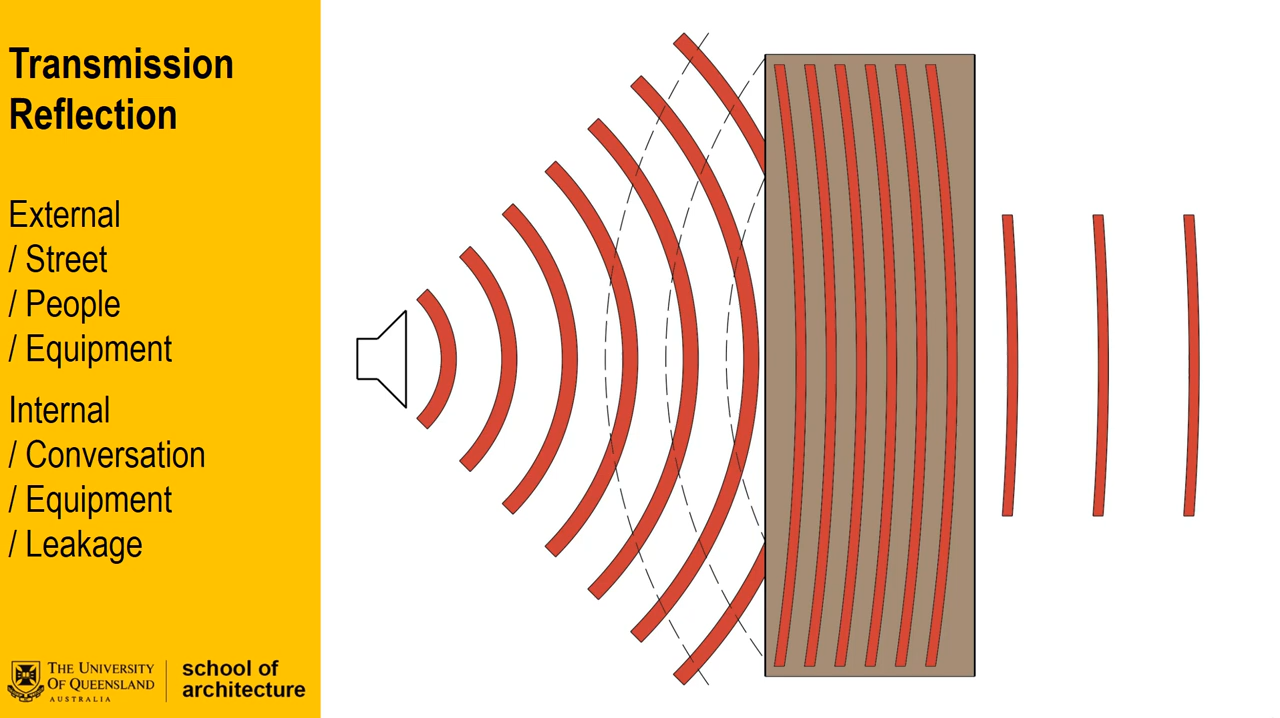 Transmission
Reflection
External
/ Street
/ People
/ Equipment
Internal
/ Conversation
/ Equipment
/ Leakage
THE UNIVERSITY
OF QUEENSLAND
AUSTRALIA
school of
architecture